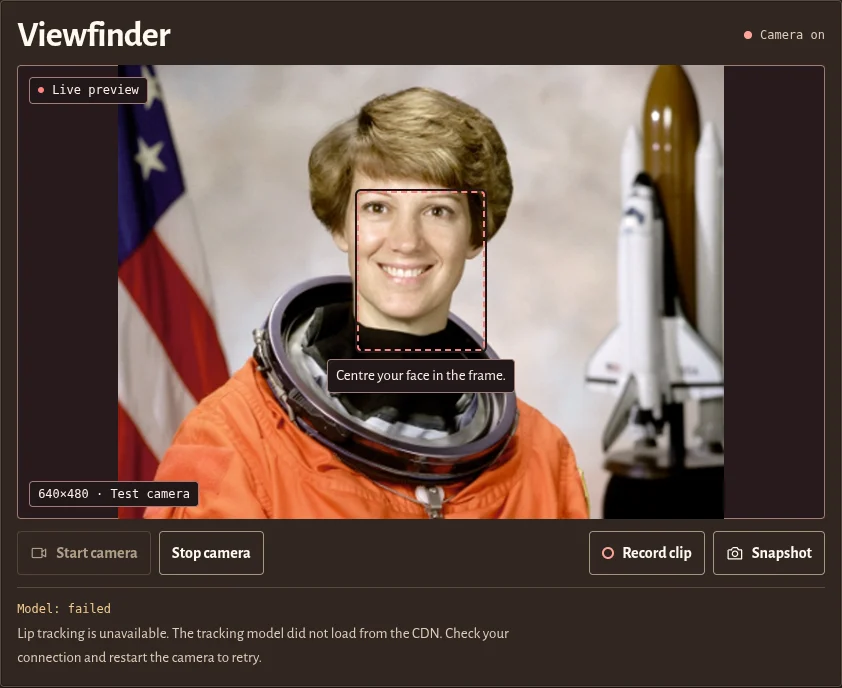 Viewfinder
Camera on
Live preview
Centre your face in the frame.
640×480 · Test camera
Start camera
Stop camera
Record clip
Snapshot
Model: failed
Lip tracking is unavailable. The tracking model did not load from the CDN. Check your
connection and restart the camera to retry.